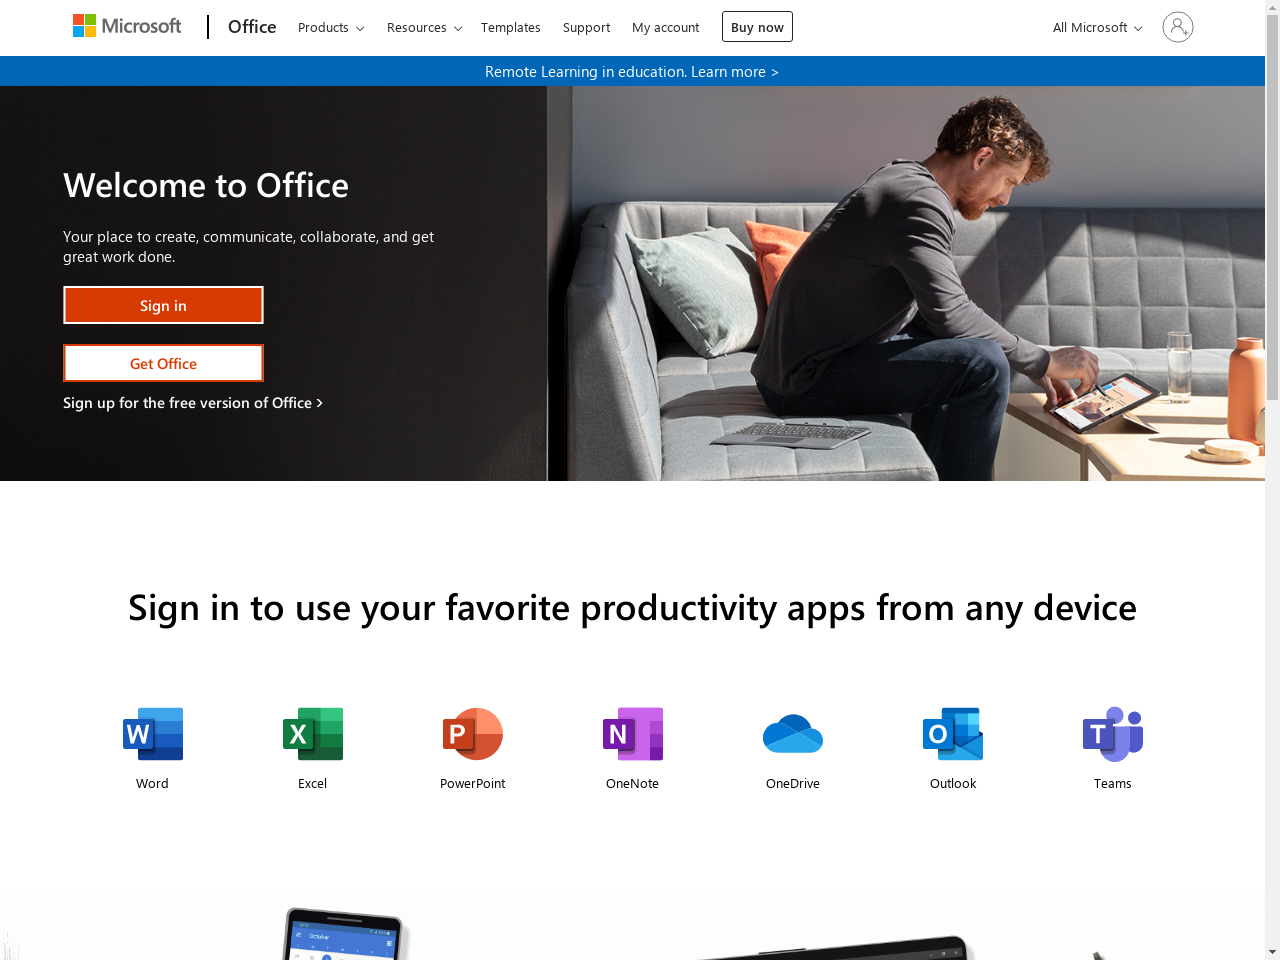 Microsoft
Office
Products
Resources
Templates
Support
My account
Buy now
All Microsoft
Remote Learning in education. Learn more >
Welcome to Office
Your place to create, communicate, collaborate, and get
great work done.
Sign in
Get Office
Sign up for the free version of Office >
Sign in to use your favorite productivity apps from any device
Word
Excel
PowerPoint
OneNote
OneDrive
Outlook
Teams
October